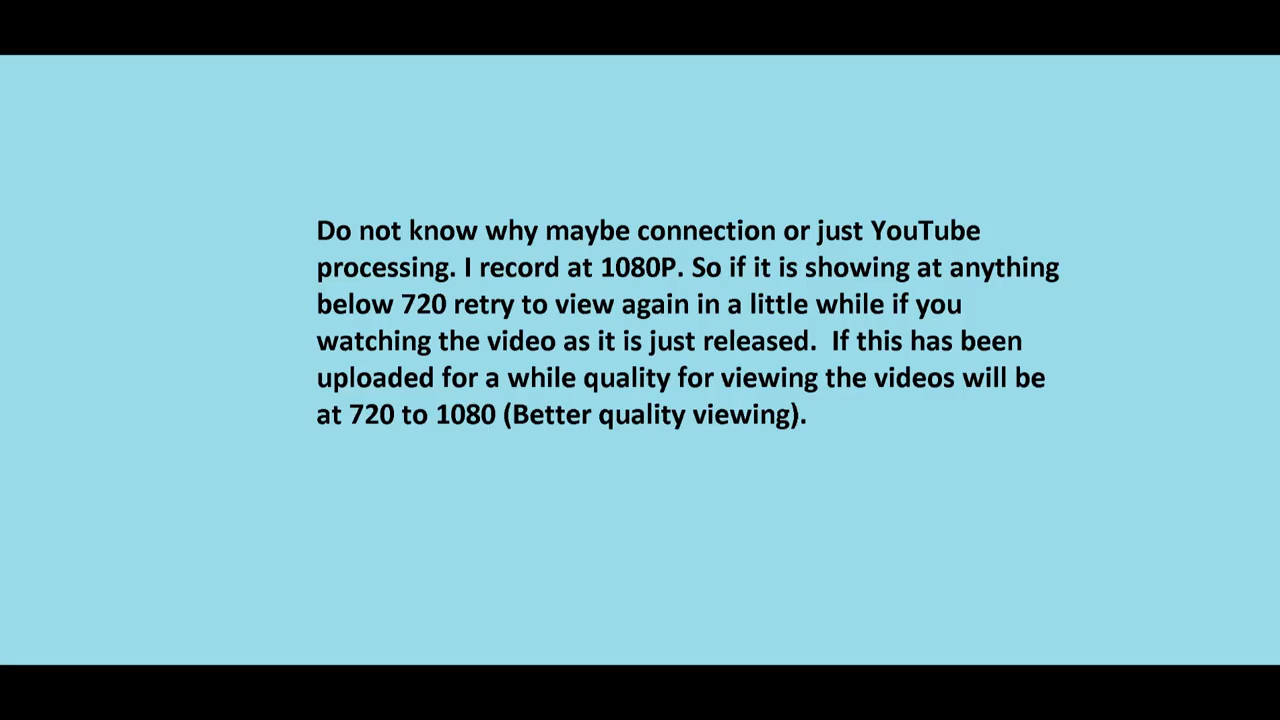 Do not know why maybe connection or just YouTube
processing. I record at 1080P. So if it is showing at anything
below 720 retry to view again in a little while if you
watching the video as it is just released.  If this has been
uploaded for a while quality for viewing the videos will be
at 720 to 1080 (Better quality viewing).